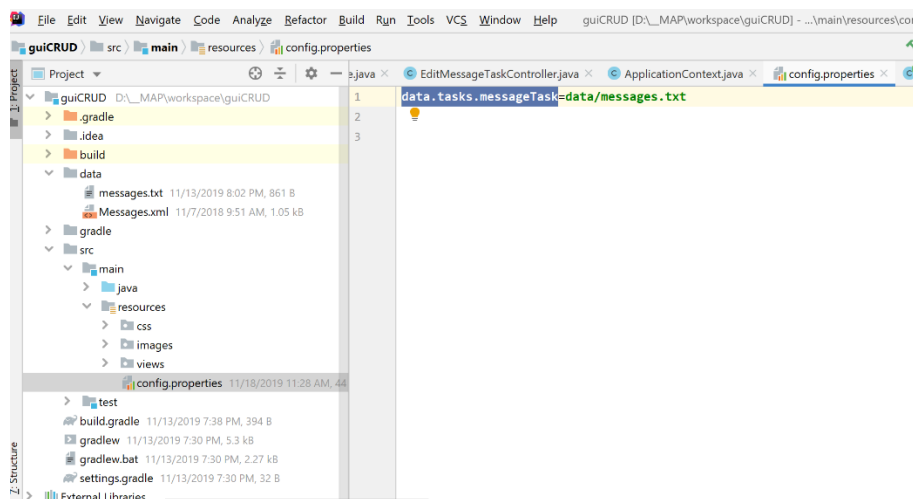 File Edit View Navigate Code Analyze Refactor Build Run Tools VCS Window Help guiCRUD [D:\__MAP\workspace\guiCRUD] - ...\main\resources\con
guiCRUD src main resources config.properties
Project
e.java EditMessageTaskController.java ApplicationContext.java config.properties
1: Project
guiCRUD D:\__MAP\workspace\guiCRUD
.gradle
.idea
build
data
messages.txt 11/13/2019 8:02 PM, 861 B
Messages.xml 11/7/2018 9:51 AM, 1.05 kB
gradle
src
main
java
resources
css
images
views
config.properties 11/18/2019 11:28 AM, 44
test
build.gradle 11/13/2019 7:38 PM, 394 B
gradlew 11/13/2019 7:30 PM, 5.3 kB
gradlew.bat 11/13/2019 7:30 PM, 2.27 kB
settings.gradle 11/13/2019 7:30 PM, 32 B
External Libraries
Z: Structure
1 data.tasks.messageTask=data/messages.txt
2
3